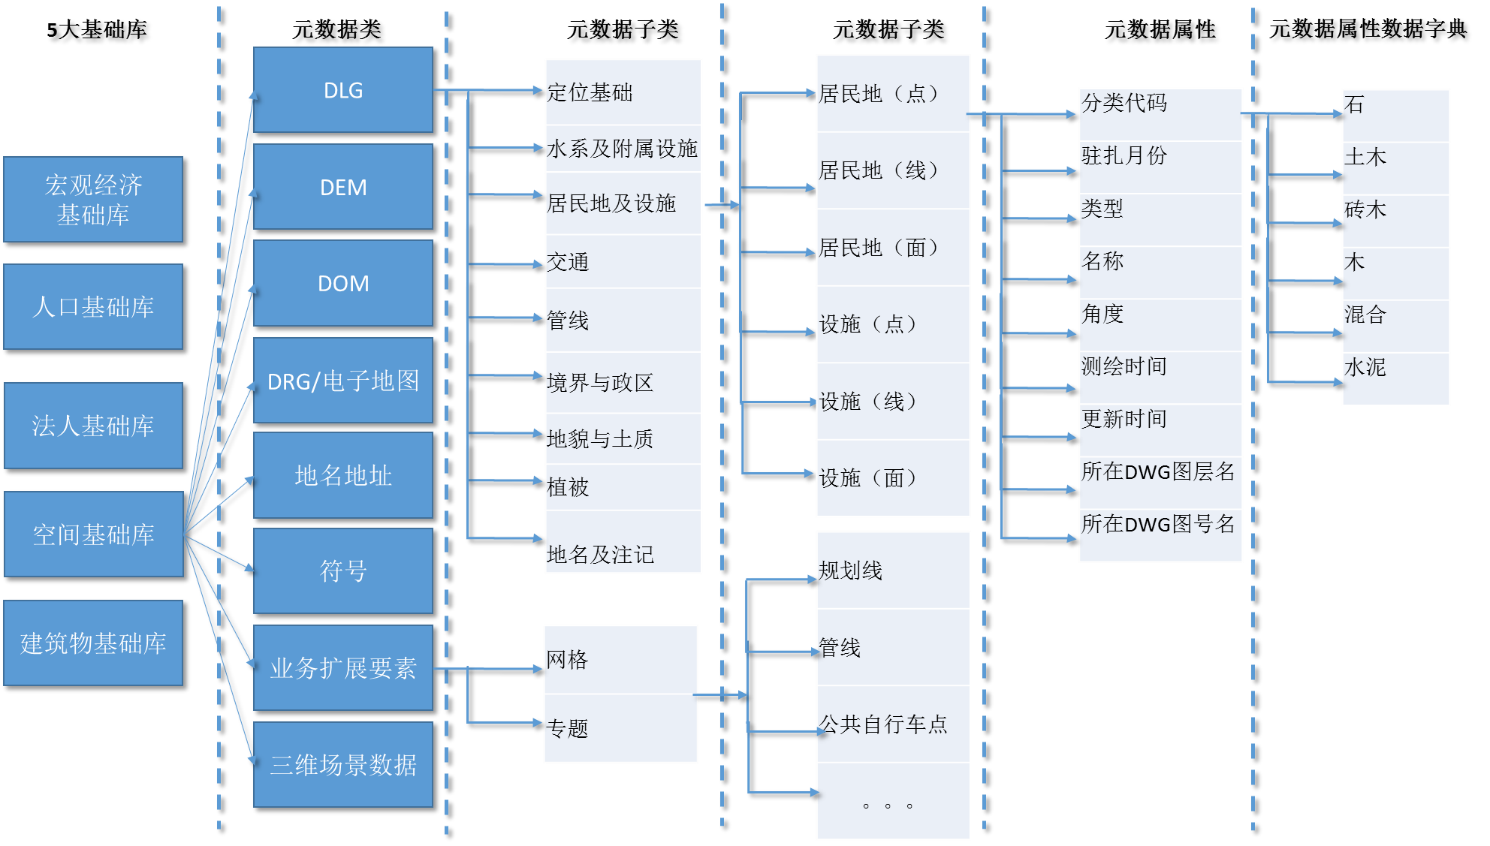 5大基础库
元数据类
元数据子类
元数据子类
元数据属性
元数据属性数据字典
宏观经济
基础库
人口基础库
法人基础库
空间基础库
建筑物基础库
DLG
DEM
DOM
DRG/电子地图
地名地址
符号
业务扩展要素
三维场景数据
定位基础
水系及附属设施
居民地及设施
交通
管线
境界与政区
地貌与土质
植被
地名及注记
网格
专题
居民地（点）
居民地（线）
居民地（面）
设施（点）
设施（线）
设施（面）
规划线
管线
公共自行车点
。。。
分类代码
驻扎月份
类型
名称
角度
测绘时间
更新时间
所在DWG图层名
所在DWG图号名
石
土木
砖木
木
混合
水泥